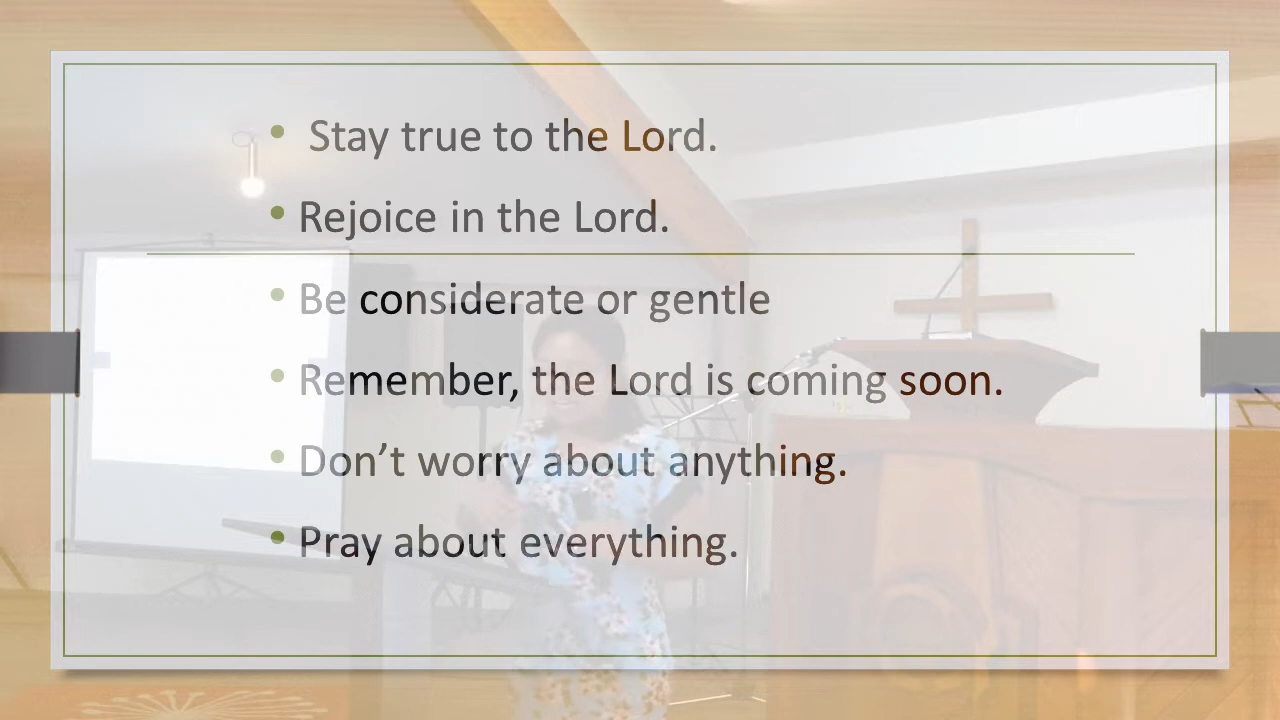 • Stay true to the Lord.
• Rejoice in the Lord.
• Be considerate or gentle
• Remember, the Lord is coming soon.
• Don’t worry about anything.
• Pray about everything.